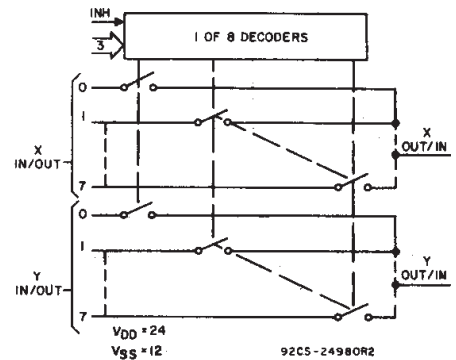 INH
3
1 OF 8 DECODERS
0
1
X
IN/OUT
7
X
OUT/IN
0
1
Y
IN/OUT
7
Y
OUT/IN
VDD = 24
VSS = 12
92CS-24980R2